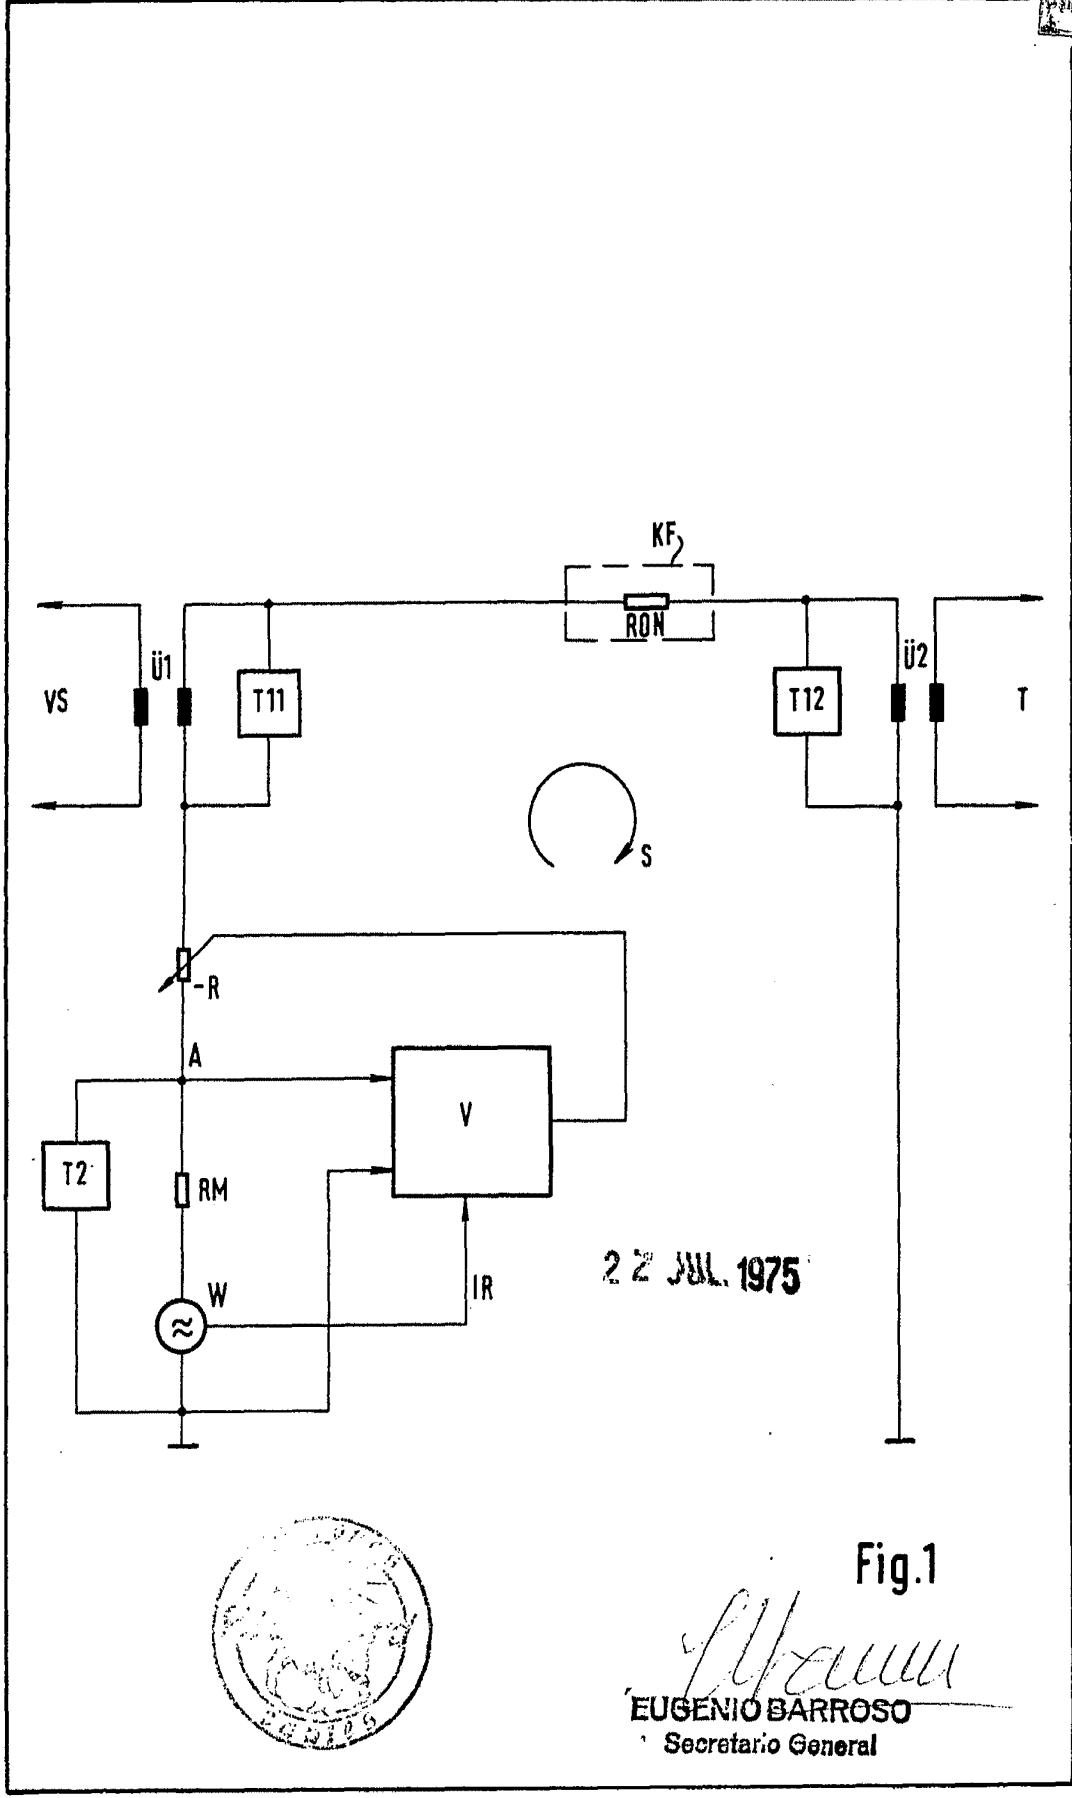 KF
RON
Ü1
Ü2
VS
T11
T12
T
S
-R
A
V
T2
RM
W
IR
22 JUL. 1975
Fig.1
EUGENIO BARROSO
Secretario General